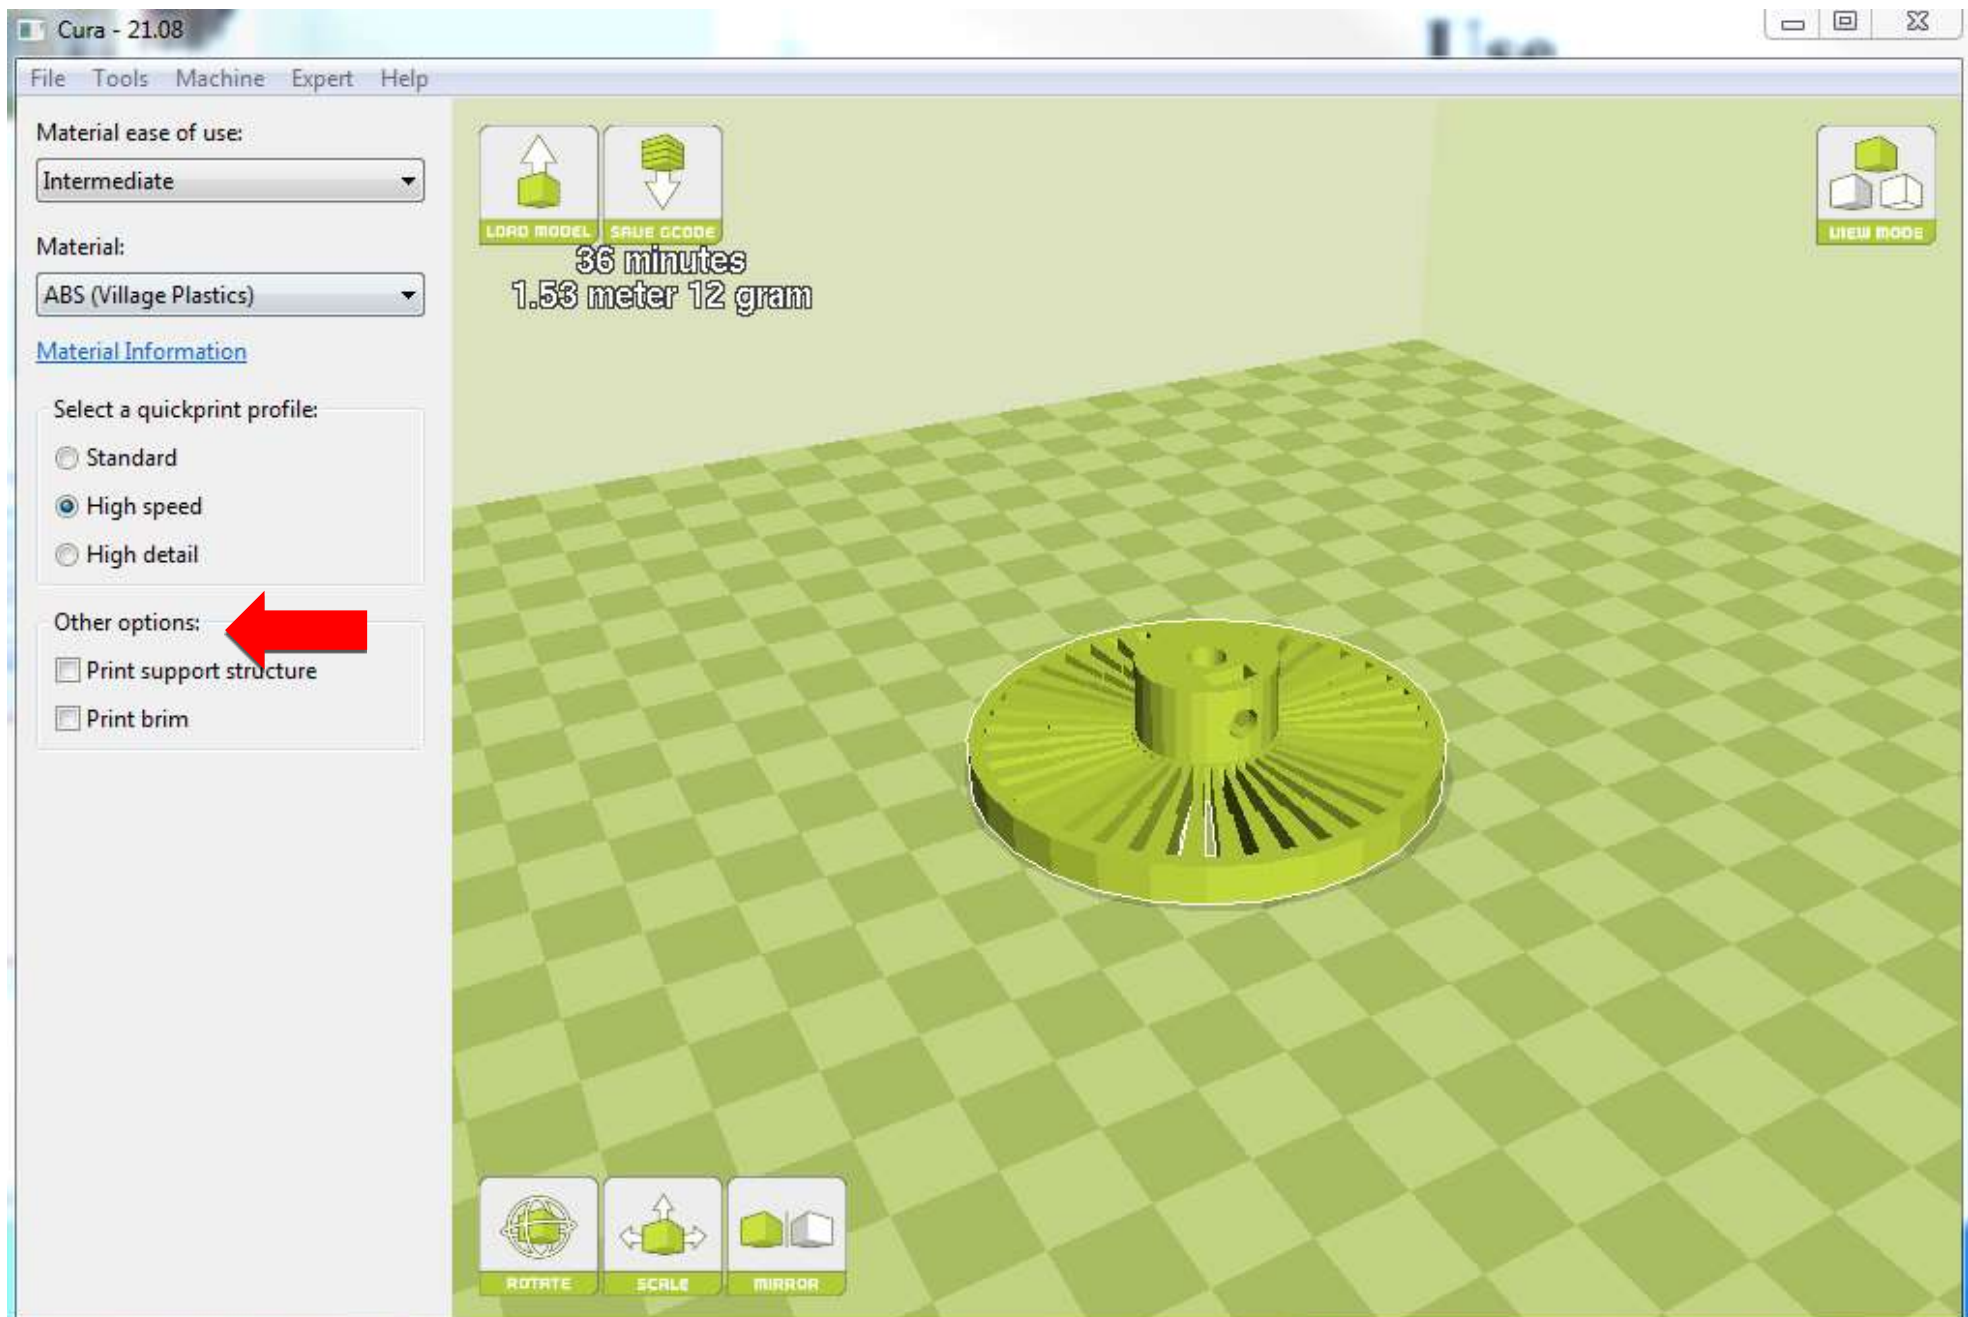 Cura - 21.08
Use
File Tools Machine Expert Help
Material ease of use:
Intermediate
Material:
ABS (Village Plastics)
Material Information
Select a quickprint profile:
Standard
High speed
High detail
Other options:
Print support structure
Print brim
LOAD MODEL
SAVE GCODE
36 minutes
1.53 meter 12 gram
VIEW MODE
ROTATE
SCALE
MIRROR